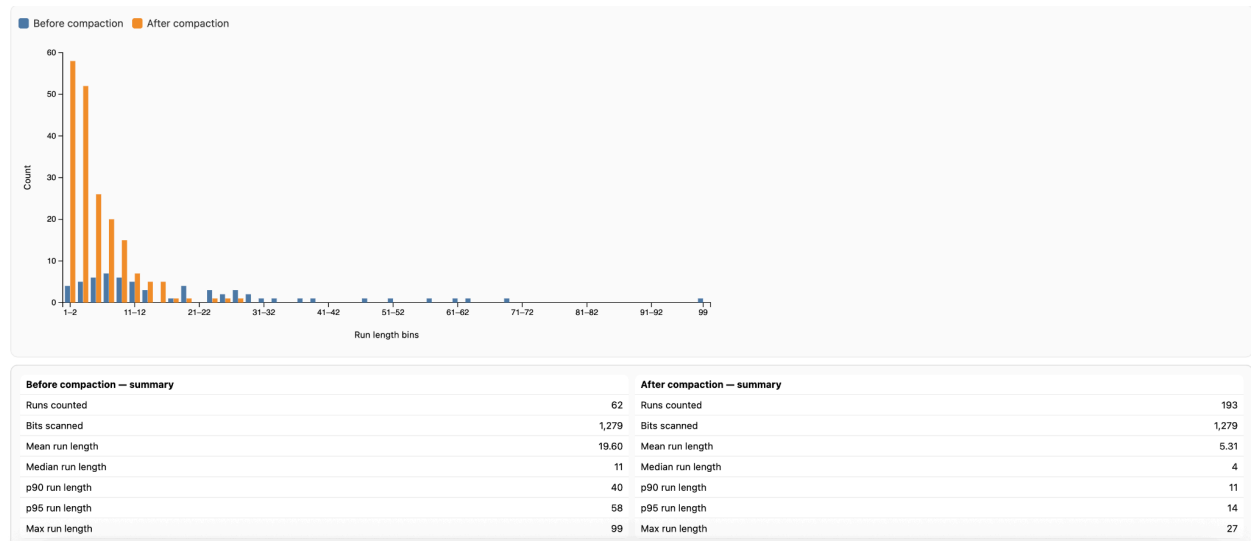 Before compaction After compaction
60
50
40
30
20
10
0
Count
1–2 11–12 21–22 31–32 41–42 51–52 61–62 71–72 81–82 91–92 99
Run length bins
Before compaction — summary
Runs counted 62
Bits scanned 1,279
Mean run length 19.60
Median run length 11
p90 run length 40
p95 run length 58
Max run length 99
After compaction — summary
Runs counted 193
Bits scanned 1,279
Mean run length 5.31
Median run length 4
p90 run length 11
p95 run length 14
Max run length 27